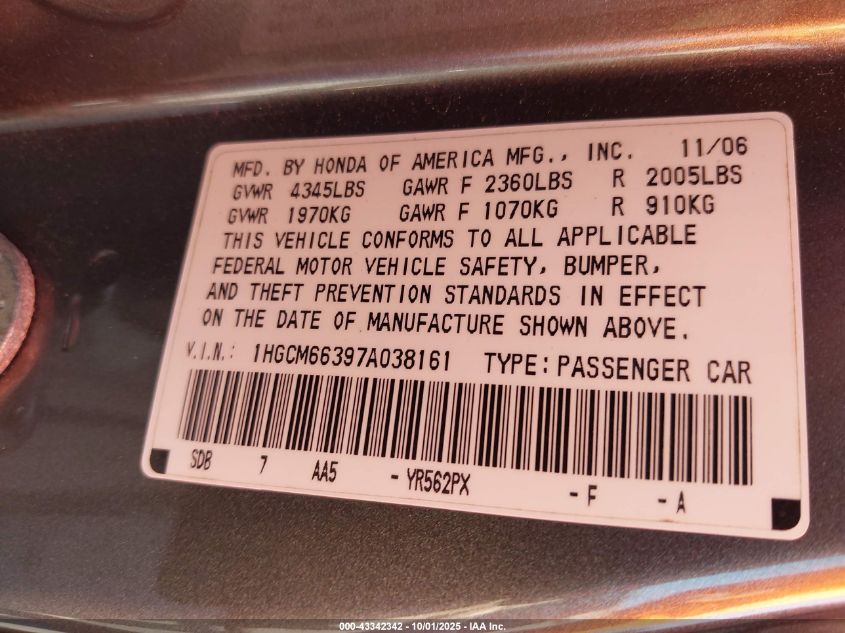 MFD. BY HONDA OF AMERICA MFG., INC. 11/06
GVWR 4345LBS GAWR F 2360LBS R 2005LBS
GVWR 1970KG GAWR F 1070KG R 910KG
THIS VEHICLE CONFORMS TO ALL APPLICABLE
FEDERAL MOTOR VEHICLE SAFETY, BUMPER,
AND THEFT PREVENTION STANDARDS IN EFFECT
ON THE DATE OF MANUFACTURE SHOWN ABOVE.
V.I.N.: 1HGCM66397A038161 TYPE: PASSENGER CAR
SDB 7 AA5 -YR562PX -F -A
000-43342342 - 10/01/2025 - IAA Inc.